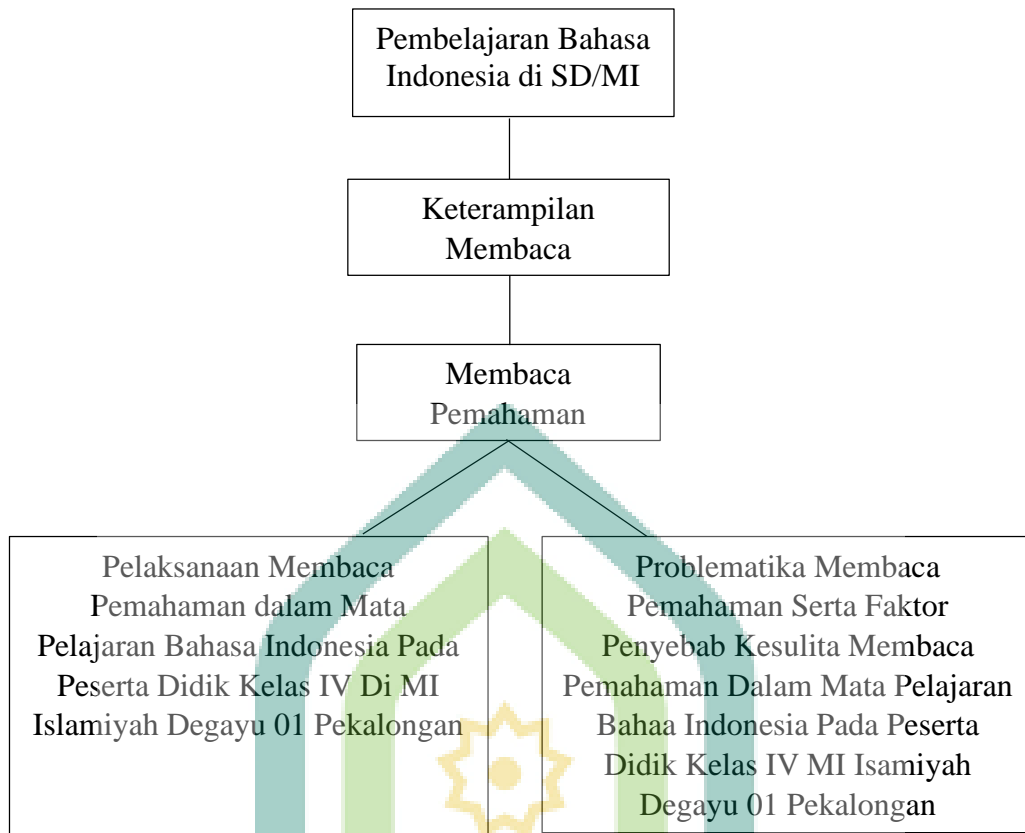 Pembelajaran Bahasa
Indonesia di SD/MI
Keterampilan
Membaca
Membaca
Pemahaman
Pelaksanaan Membaca
Pemahaman dalam Mata
Pelajaran Bahasa Indonesia Pada
Peserta Didik Kelas IV Di MI
Islamiyah Degayu 01 Pekalongan
Problematika Membaca
Pemahaman Serta Faktor
Penyebab Kesulita Membaca
Pemahaman Dalam Mata Pelajaran
Bahaa Indonesia Pada Peserta
Didik Kelas IV MI Isamiyah
Degayu 01 Pekalongan